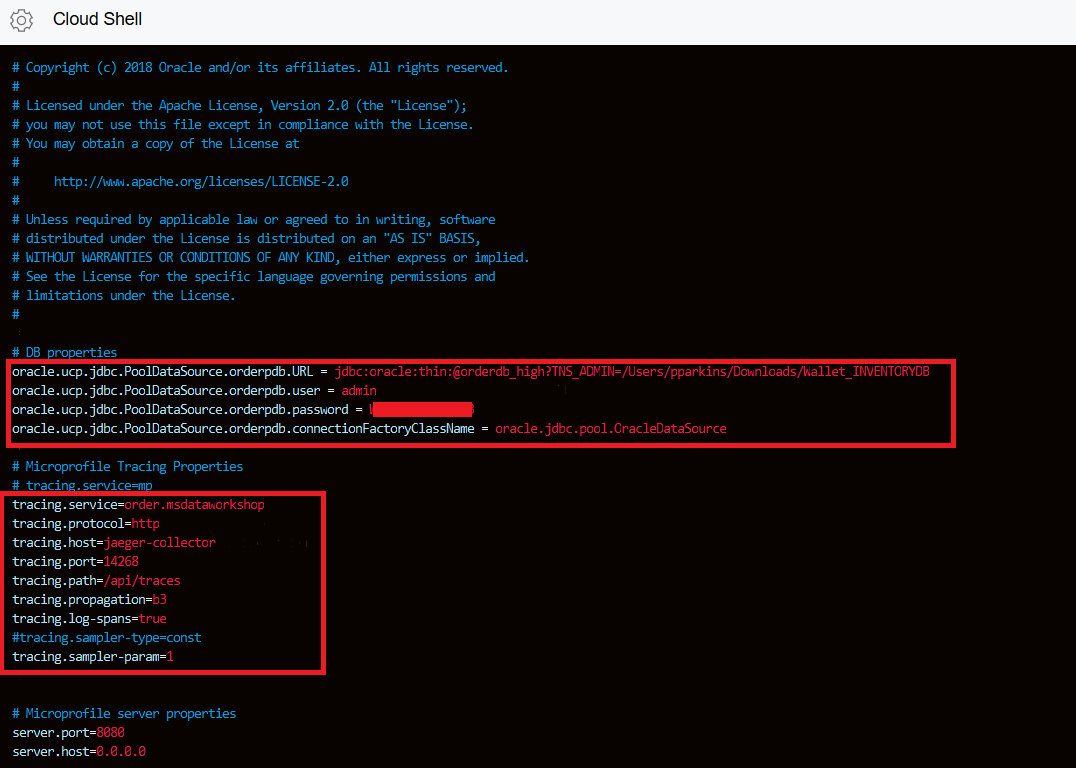 Cloud Shell
# Copyright (c) 2018 Oracle and/or its affiliates. All rights reserved.
#
# Licensed under the Apache License, Version 2.0 (the "License");
# you may not use this file except in compliance with the License.
# You may obtain a copy of the License at
#
#     http://www.apache.org/licenses/LICENSE-2.0
#
# Unless required by applicable law or agreed to in writing, software
# distributed under the License is distributed on an "AS IS" BASIS,
# WITHOUT WARRANTIES OR CONDITIONS OF ANY KIND, either express or implied.
# See the License for the specific language governing permissions and
# limitations under the License.
#
# DB properties
oracle.ucp.jdbc.PoolDataSource.orderpdb.URL = jdbc:oracle:thin:@orderdb_high?TNS_ADMIN=/Users/pparkins/Downloads/Wallet_INVENTORYDB
oracle.ucp.jdbc.PoolDataSource.orderpdb.user = admin
oracle.ucp.jdbc.PoolDataSource.orderpdb.password =
oracle.ucp.jdbc.PoolDataSource.orderpdb.connectionFactoryClassName = oracle.jdbc.pool.OracleDataSource
# Microprofile Tracing Properties
# tracing.service=mp
tracing.service=order.msdataworkshop
tracing.protocol=http
tracing.host=jaeger-collector
tracing.port=14268
tracing.path=/api/traces
tracing.propagation=b3
tracing.log-spans=true
#tracing.sampler-type=const
tracing.sampler-param=1
# Microprofile server properties
server.port=8080
server.host=0.0.0.0